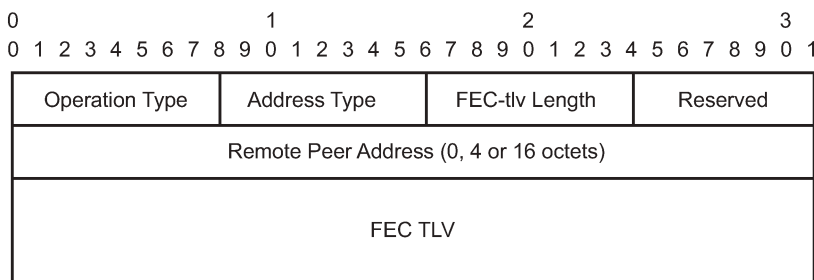 0 1 2 3
0 1 2 3 4 5 6 7 8 9 0 1 2 3 4 5 6 7 8 9 0 1 2 3 4 5 6 7 8 9 0 1
Operation Type Address Type FEC-tlv Length Reserved
Remote Peer Address (0, 4 or 16 octets)
FEC TLV